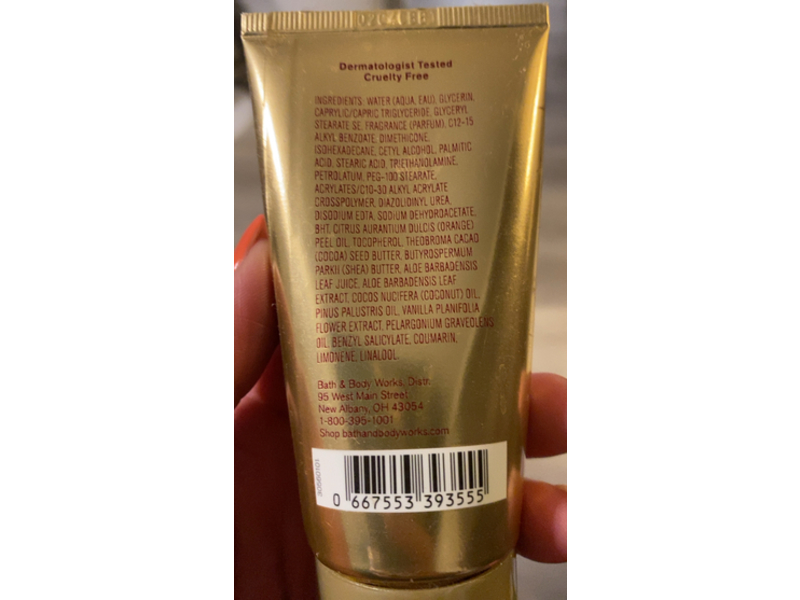 Dermatologist Tested
Cruelty Free
INGREDIENTS: WATER (AQUA, EAU), GLYCERIN,
CAPRYLIC/CAPRIC TRIGLYCERIDE, GLYCERYL
STEARATE SE, FRAGRANCE (PARFUM), C12-15
ALKYL BENZOATE, DIMETHICONE,
ISOHEXADECANE, CETYL ALCOHOL, PALMITIC
ACID, STEARIC ACID, TRIETHANOLAMINE,
PETROLATUM, PEG-100 STEARATE,
ACRYLATES/C10-30 ALKYL ACRYLATE
CROSSPOLYMER, DIAZOLIDINYL UREA,
DISODIUM EDTA, SODIUM DEHYDROACETATE,
BHT, CITRUS AURANTIUM DULCIS (ORANGE)
PEEL OIL, TOCOPHEROL, THEOBROMA CACAO
(COCOA) SEED BUTTER, BUTYROSPERMUM
PARKII (SHEA) BUTTER, ALOE BARBADENSIS
LEAF JUICE, ALOE BARBADENSIS LEAF
EXTRACT, COCOS NUCIFERA (COCONUT) OIL,
PINUS PALUSTRIS OIL, VANILLA PLANIFOLIA
FLOWER EXTRACT, PELARGONIUM GRAVEOLENS
OIL, BENZYL SALICYLATE, COUMARIN,
LIMONENE, LINALOOL.
Bath & Body Works, Distr.
95 West Main Street
New Albany, OH 43054
1-800-395-1001
Shop bathandbodyworks.com
0 667553 393555